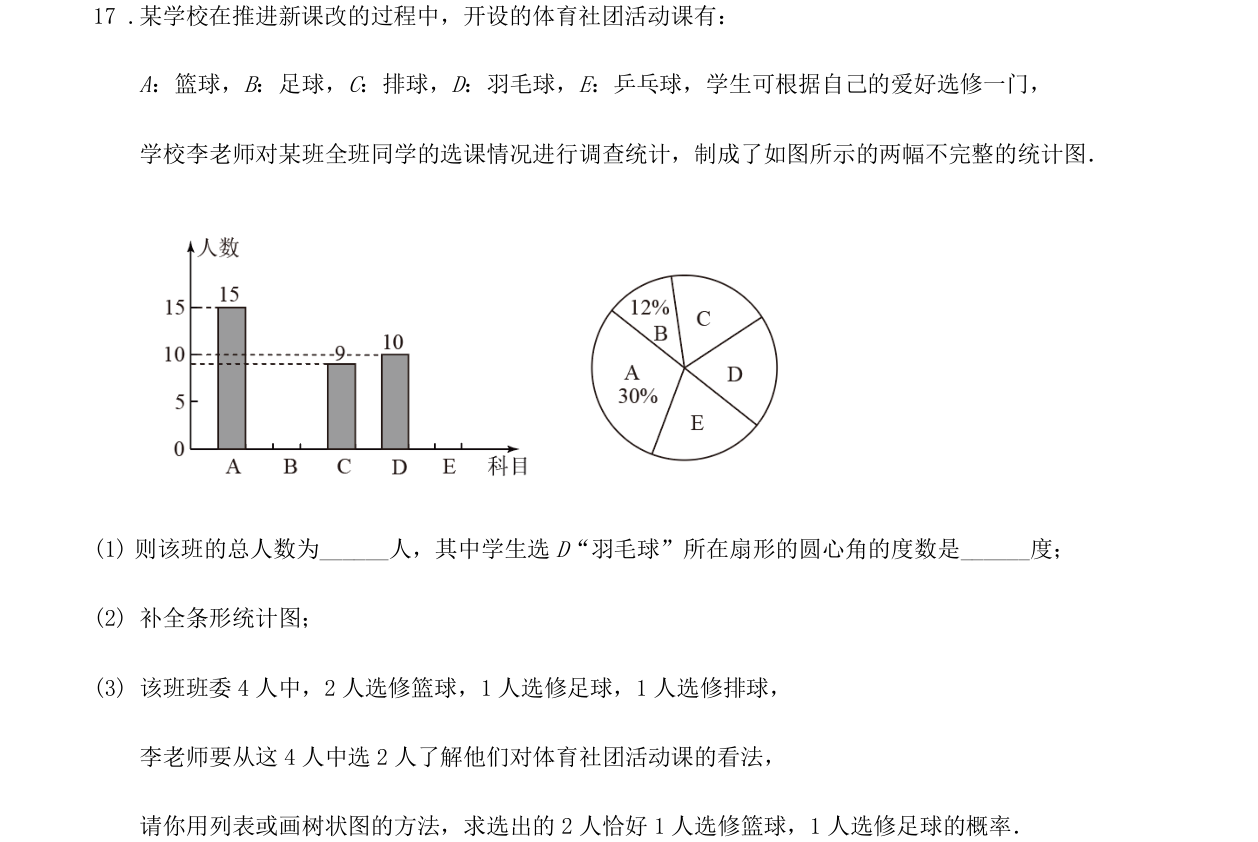 17 .某学校在推进新课改的过程中，开设的体育社团活动课有：
A：篮球，B：足球，C：排球，D：羽毛球，E：乒乓球，学生可根据自己的爱好选修一门，
学校李老师对某班全班同学的选课情况进行调查统计，制成了如图所示的两幅不完整的统计图．
人数
15
15
10
10
9
5
0
A B C D E 科目
12%
B
C
A
30%
D
E
(1) 则该班的总人数为______人，其中学生选 D“羽毛球”所在扇形的圆心角的度数是______度；
(2) 补全条形统计图；
(3) 该班班委 4 人中，2 人选修篮球，1 人选修足球，1 人选修排球，
李老师要从这 4 人中选 2 人了解他们对体育社团活动课的看法，
请你用列表或画树状图的方法，求选出的 2 人恰好 1 人选修篮球，1 人选修足球的概率．